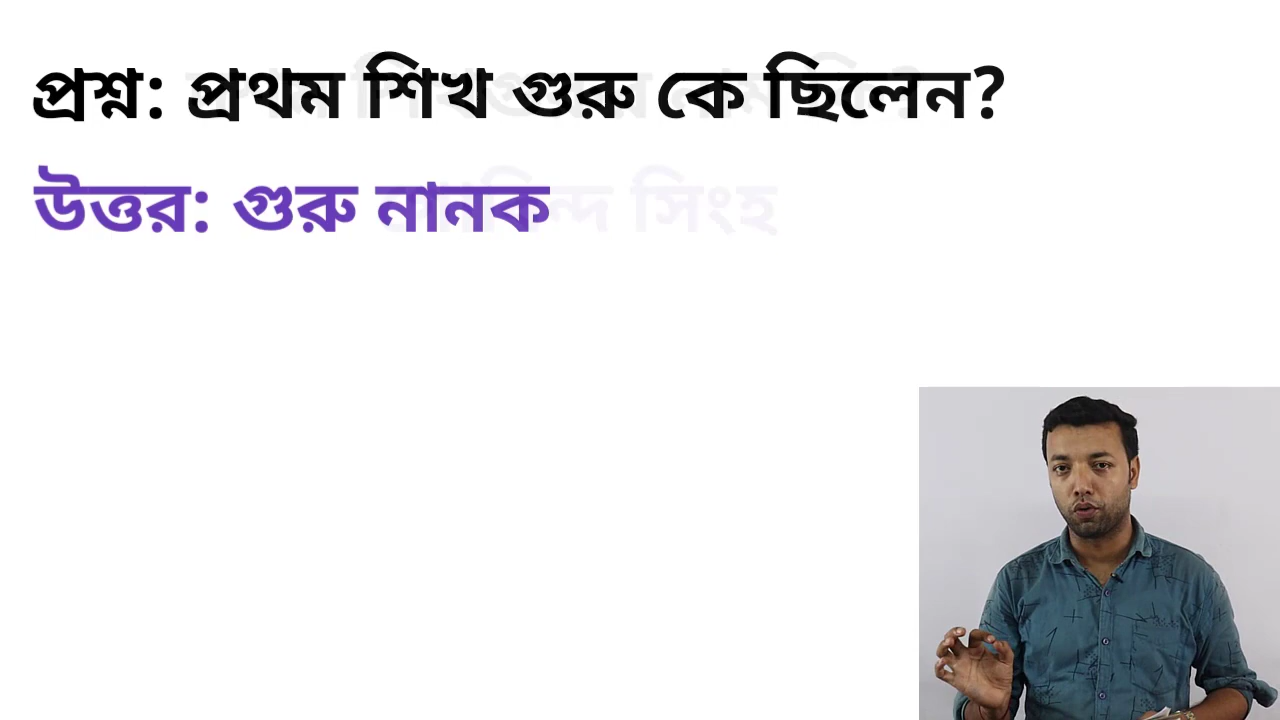 প্রশ্ন: প্রথম শিখ গুরু কে ছিলেন?
উত্তর: গুরু নানক